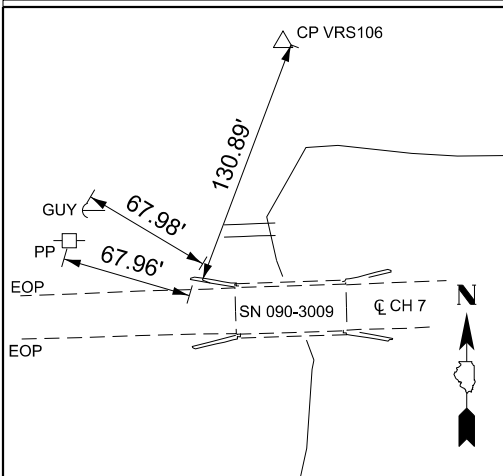 CP VRS106
130.89'
GUY
67.98'
PP
67.96'
EOP
SN 090-3009
℄ CH 7
N
EOP